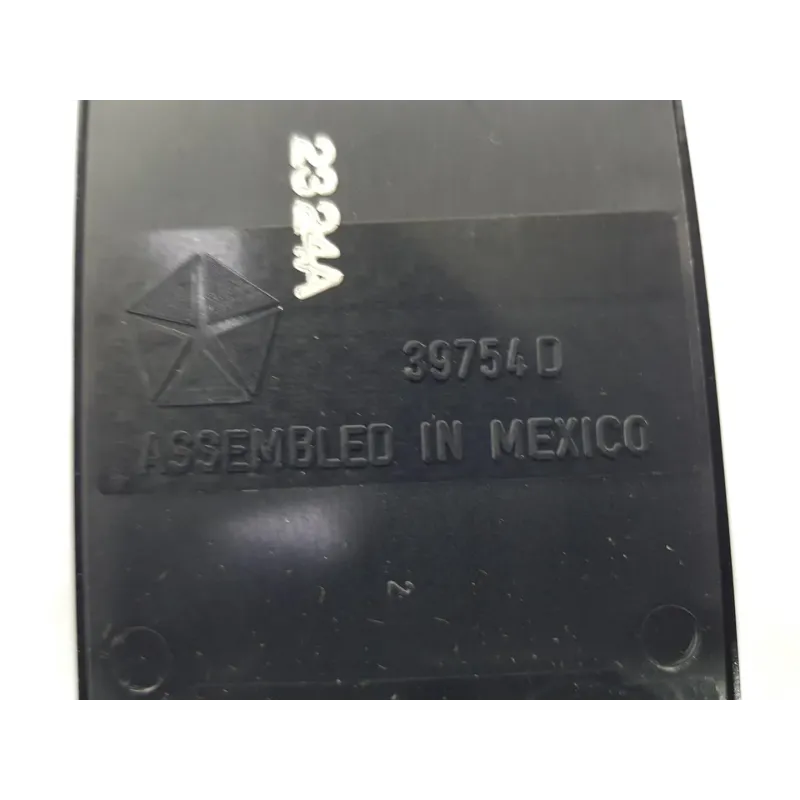 2324A
39754D
ASSEMBLED IN MEXICO
2